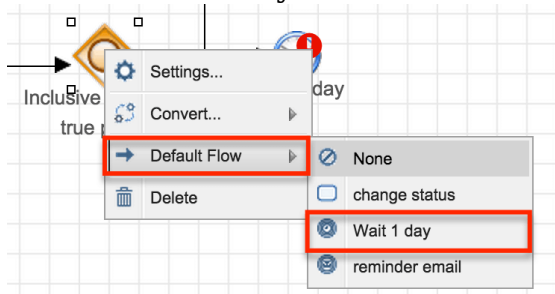 Settings...
Inclusive
day
Convert...
true
Default Flow
None
Delete
change status
Wait 1 day
reminder email